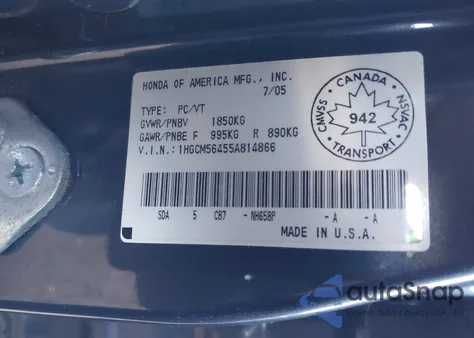 HONDA OF AMERICA MFG., INC.
7/05
TYPE: PC/VT
GVWR/PNBV 1850KG
GAWR/PNBE F 995KG R 890KG
V.I.N.: 1HGCM56455A814866
CANADA
CMVSS
NSVAC
942
TRANSPORT
SDA 5 CB7 -NH658P -A -A
MADE IN U.S.A.
autoSnap